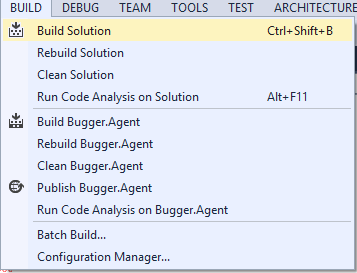 BUILD DEBUG TEAM TOOLS TEST ARCHITECTURE
Build Solution Ctrl+Shift+B
Rebuild Solution
Clean Solution
Run Code Analysis on Solution Alt+F11
Build Bugger.Agent
Rebuild Bugger.Agent
Clean Bugger.Agent
Publish Bugger.Agent
Run Code Analysis on Bugger.Agent
Batch Build...
Configuration Manager...